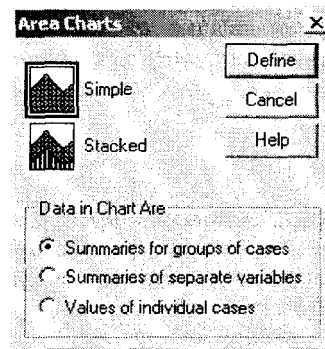 Area Charts
Define
Simple
Cancel
Stacked
Help
Data in Chart Are
Summaries for groups of cases
Summaries of separate variables
Values of individual cases